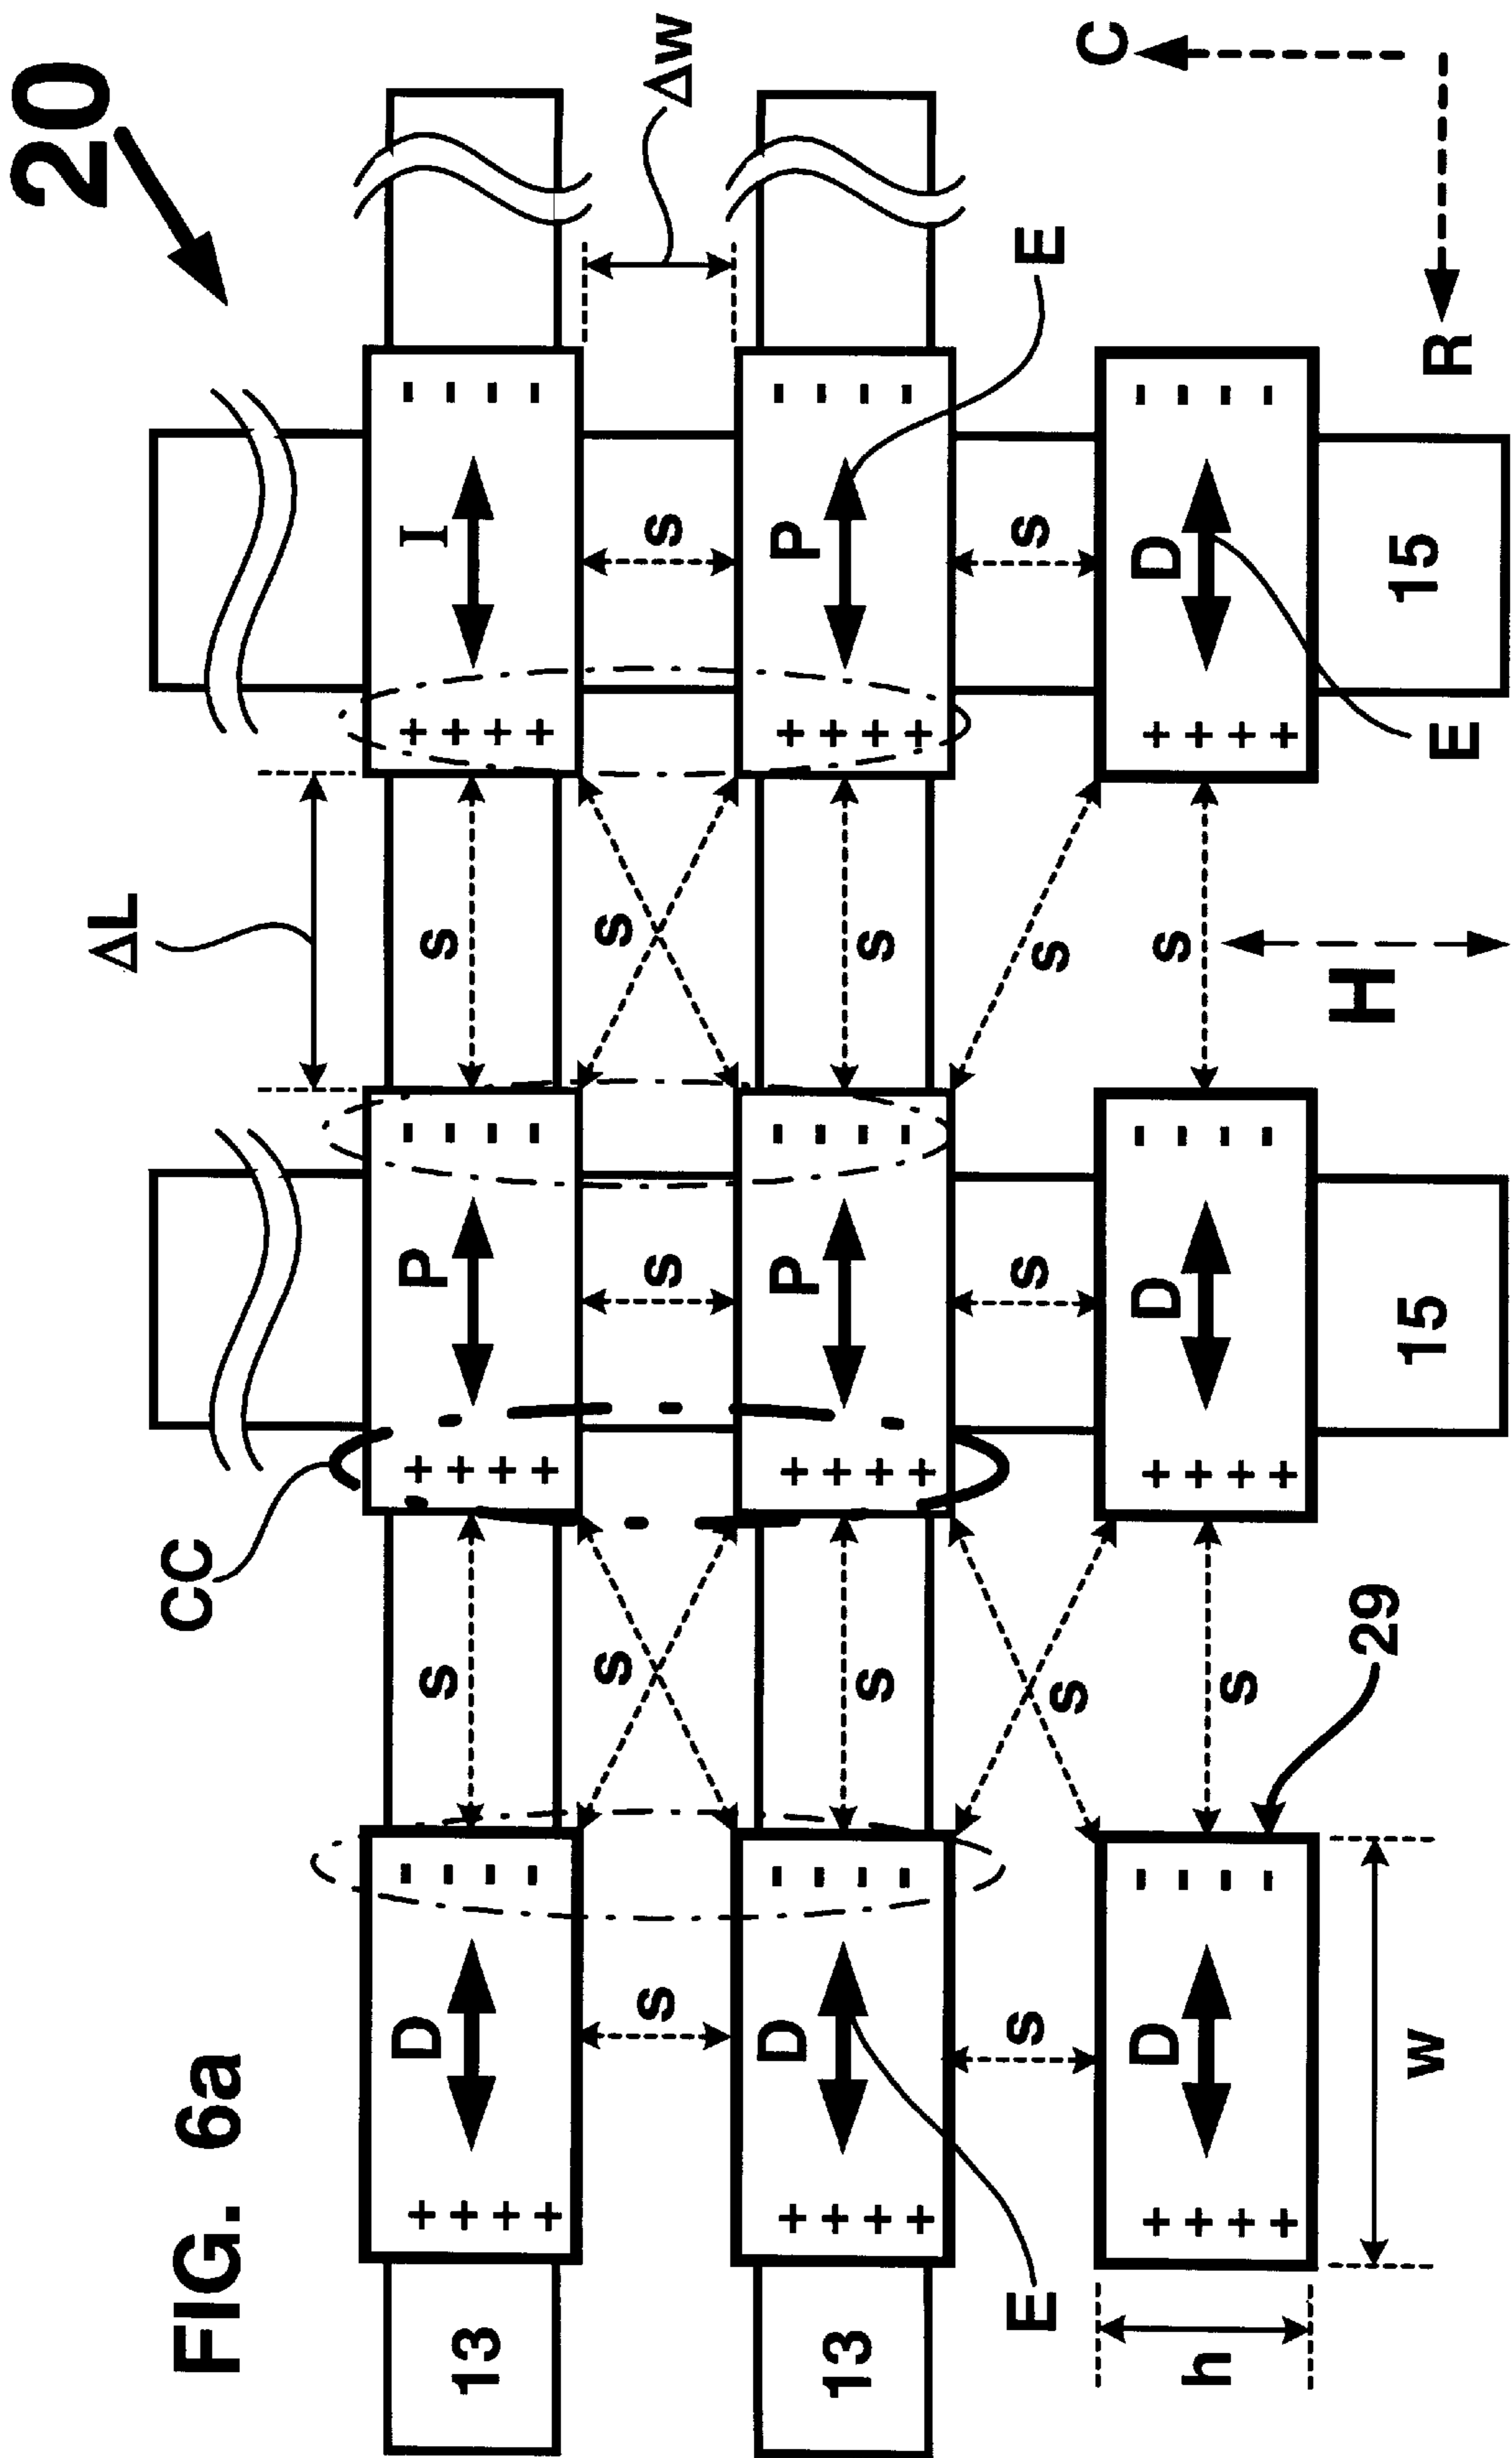 FIG. 6a
20
ΔL
CC
D
P
I
+ + + +
- - - -
+ + + +
- - - -
+ + + +
- - - -
s
s
13
s
s
s
s
s
ΔW
D
P
P
+ + + +
- - - -
+ + + +
- - - -
+ + + +
- - - -
13
s
s
E
s
s
s
E
s
s
C
D
D
D
+ + + +
- - - -
+ + + +
- - - -
+ + + +
- - - -
s
s
h
H
29
15
15
w
E
R